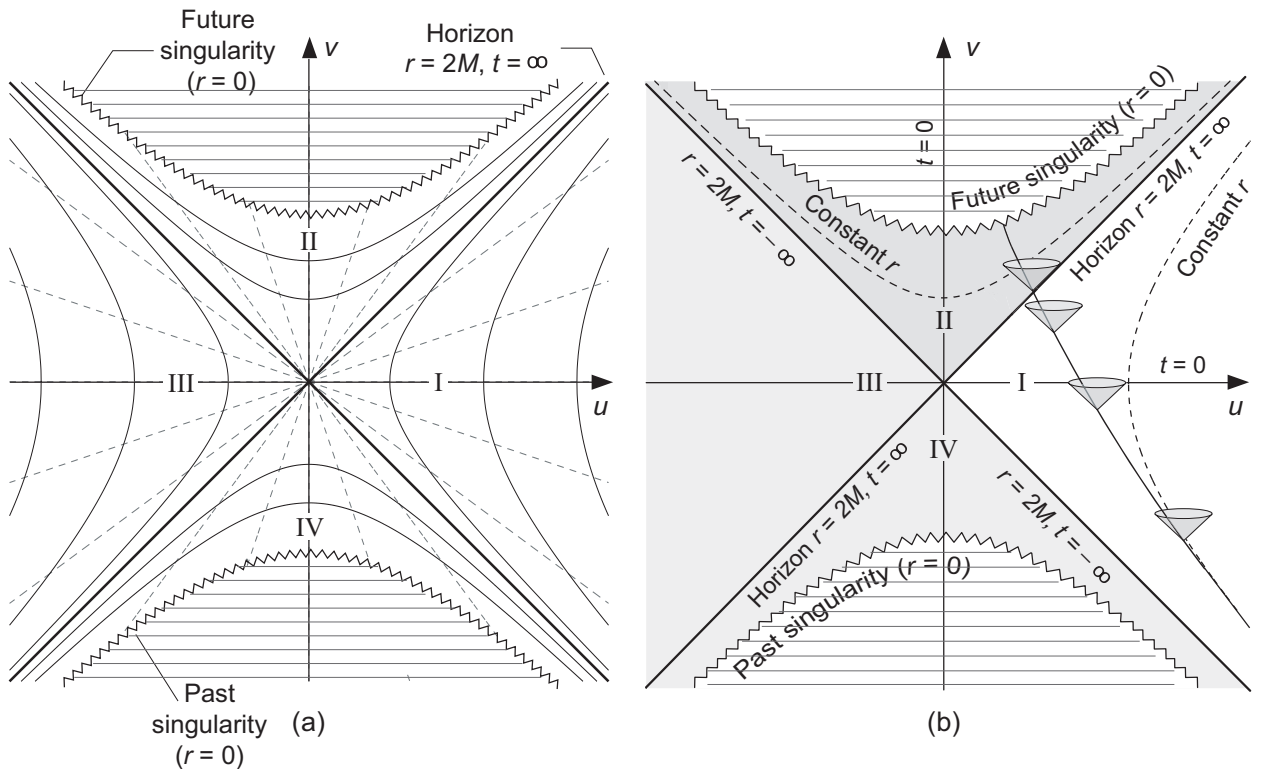 Future
singularity
(r = 0)
Horizon
r = 2M, t = ∞
v
II
III
I
u
IV
Past
singularity
(r = 0)
(a)
v
t = 0
Future singularity (r = 0)
r = 2M, t = – ∞
Constant r
Horizon r = 2M, t = ∞
Constant r
II
t = 0
III
I
u
IV
Horizon r = 2M, t = ∞
r = 2M, t = – ∞
Past singularity (r = 0)
(b)